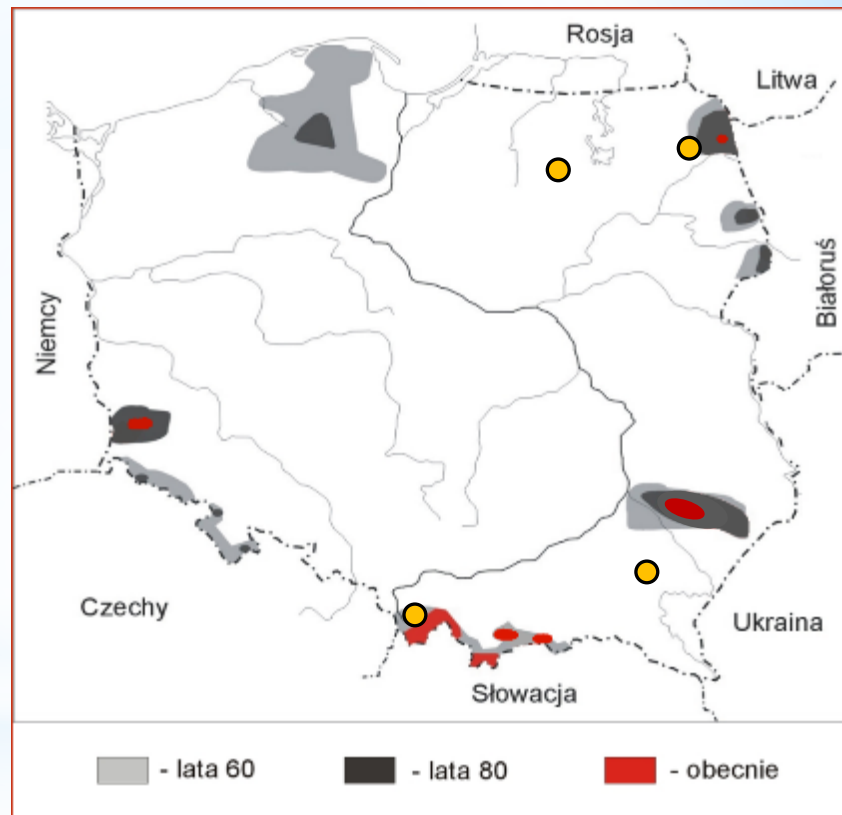 Rosja
Litwa
Białoruś
Niemcy
Czechy
Ukraina
Słowacja
- lata 60
- lata 80
- obecnie